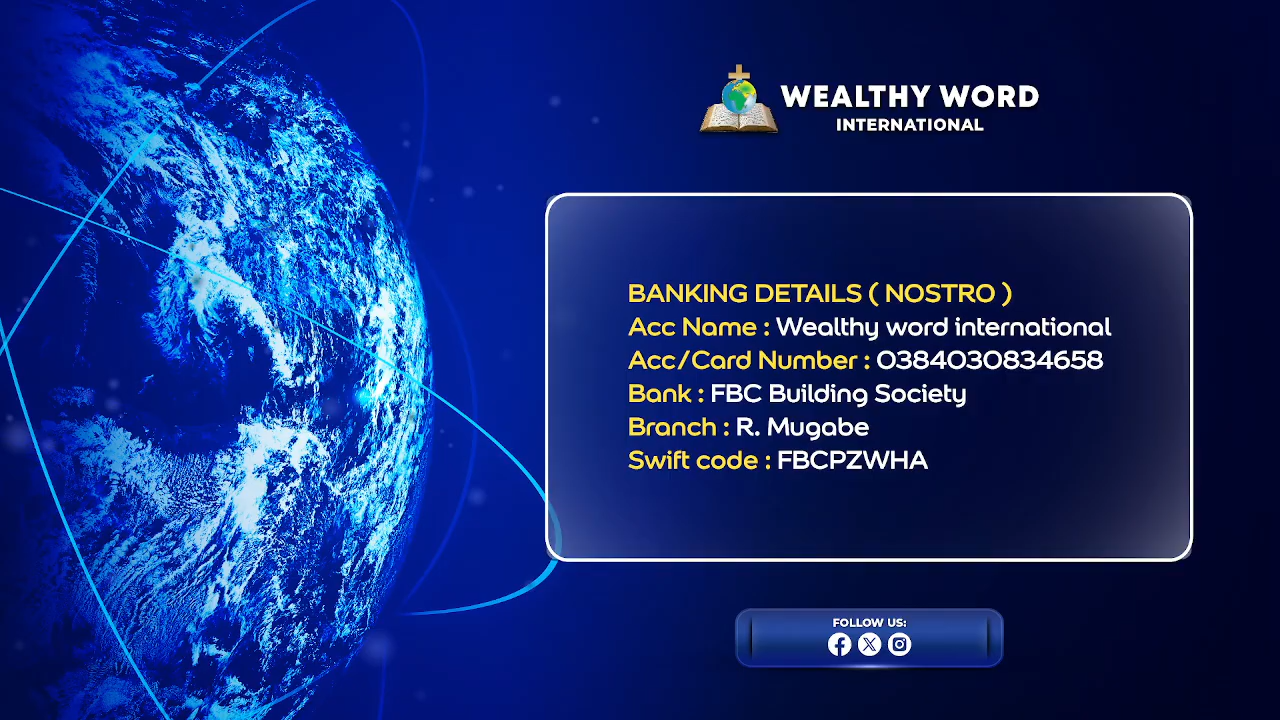 WEALTHY WORD
INTERNATIONAL
BANKING DETAILS ( NOSTRO )
Acc Name : Wealthy word international
Acc/Card Number : 0384030834658
Bank : FBC Building Society
Branch : R. Mugabe
Swift code : FBCPZWHA
FOLLOW US: